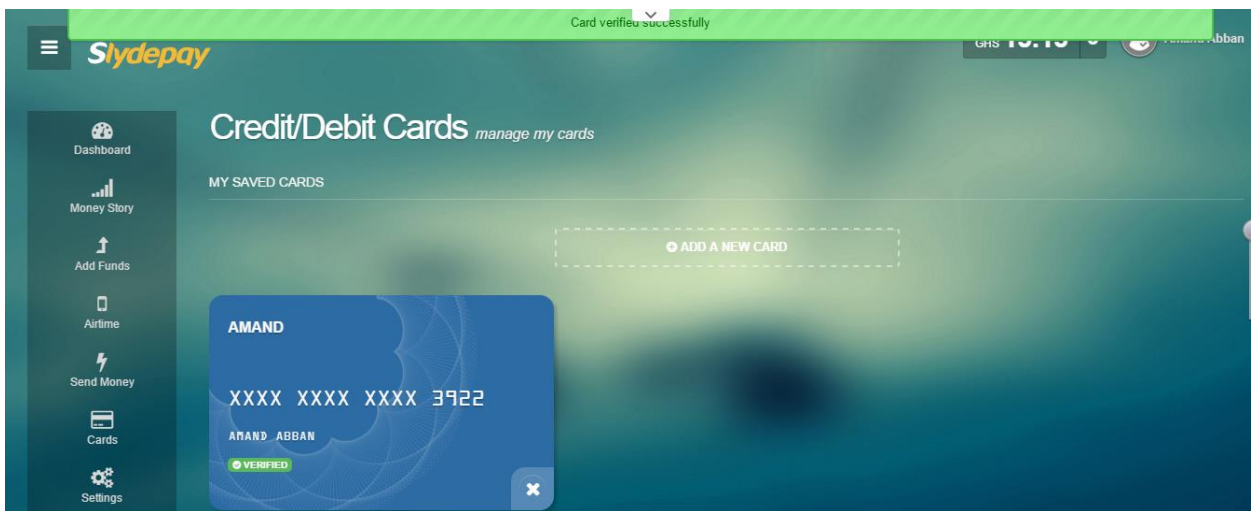 Card verified successfully
Slydepay
GHS
Abban
Dashboard
Money Story
Add Funds
Airtime
Send Money
Cards
Settings
Credit/Debit Cards manage my cards
MY SAVED CARDS
ADD A NEW CARD
AMAND
XXXX XXXX XXXX 3922
AMAND ABBAN
VERIFIED